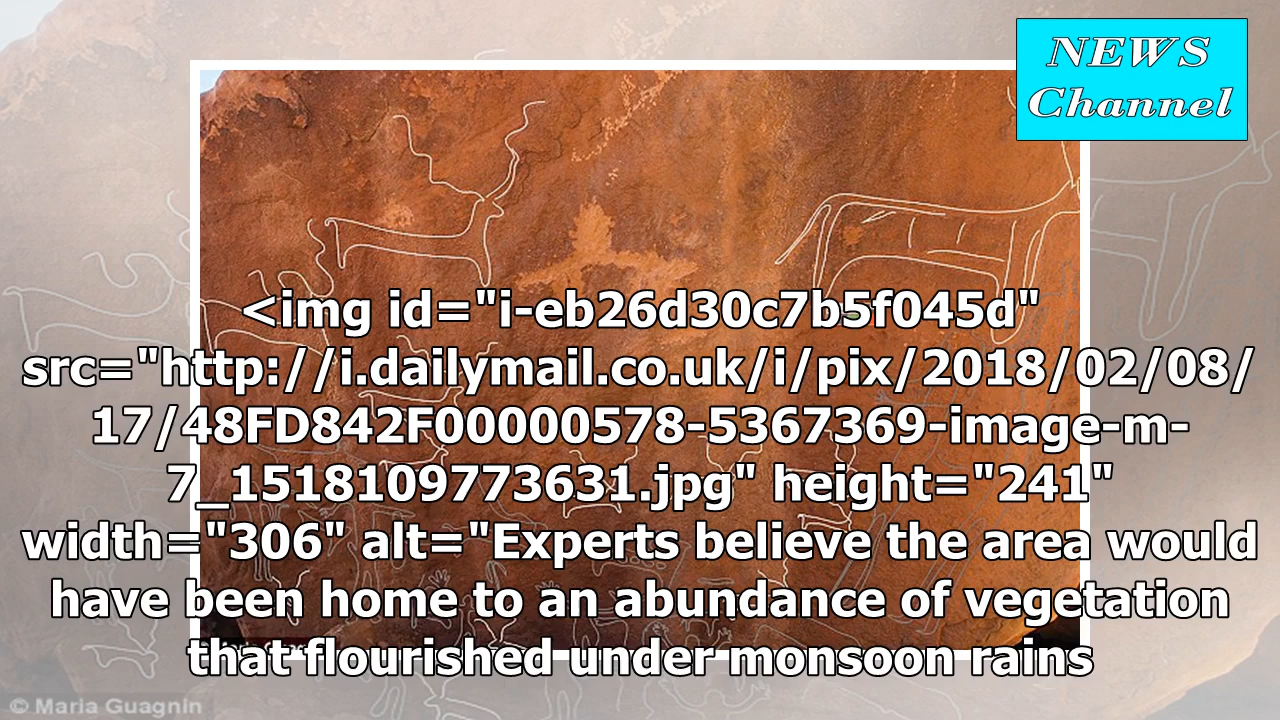 NEWS
Channel
<img id="i-eb26d30c7b5f045d"
src="http://i.dailymail.co.uk/i/pix/2018/02/08/
17/48FD842F00000578-5367369-image-m-
7_1518109773631.jpg" height="241"
width="306" alt="Experts believe the area would
have been home to an abundance of vegetation
that flourished under monsoon rains
© Maria Guagnin